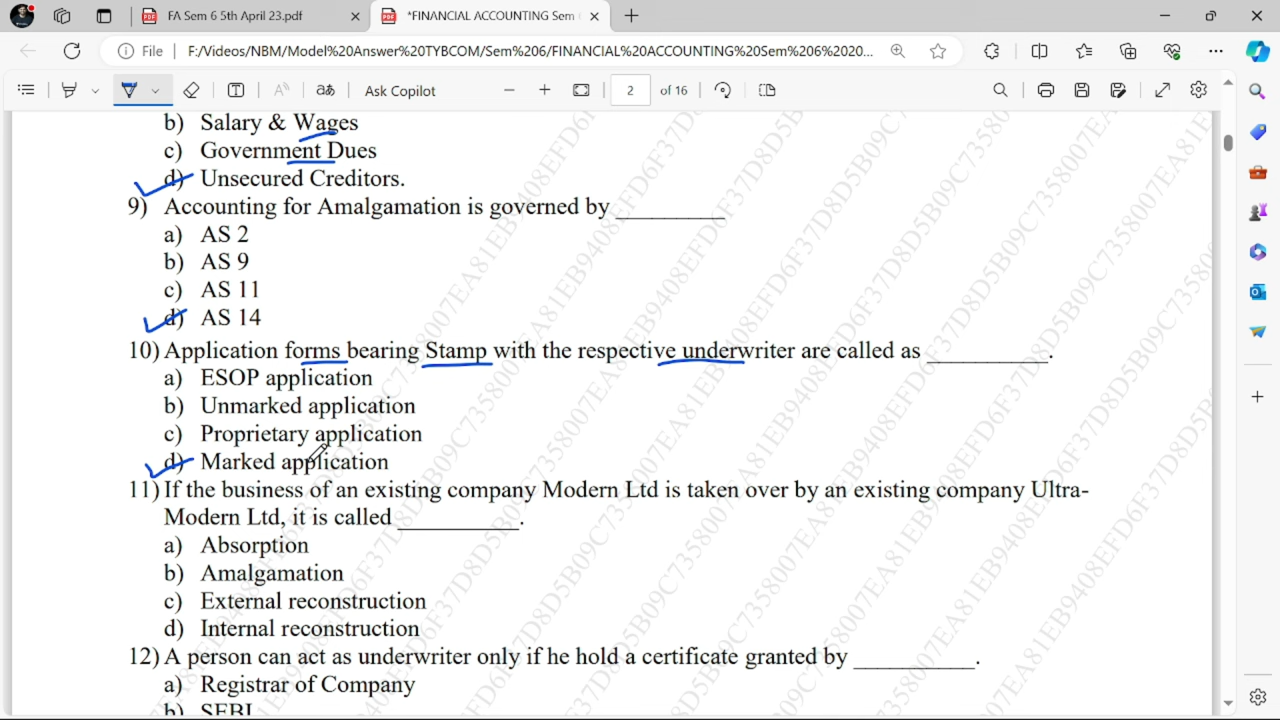 FA Sem 6 5th April 23.pdf
*FINANCIAL ACCOUNTING Sem
File
F:/Videos/NBM/Model%20Answer%20TYBCOM/Sem%206/FINANCIAL%20ACCOUNTING%20Sem%206%2020...
Ask Copilot
2
of 16
b) Salary & Wages
c) Government Dues
d) Unsecured Creditors.
9) Accounting for Amalgamation is governed by __________
a) AS 2
b) AS 9
c) AS 11
d) AS 14
10) Application forms bearing Stamp with the respective underwriter are called as ___________.
a) ESOP application
b) Unmarked application
c) Proprietary application
d) Marked application
11) If the business of an existing company Modern Ltd is taken over by an existing company Ultra-
Modern Ltd, it is called ___________.
a) Absorption
b) Amalgamation
c) External reconstruction
d) Internal reconstruction
12) A person can act as underwriter only if he hold a certificate granted by ___________.
a) Registrar of Company
b) SEBI